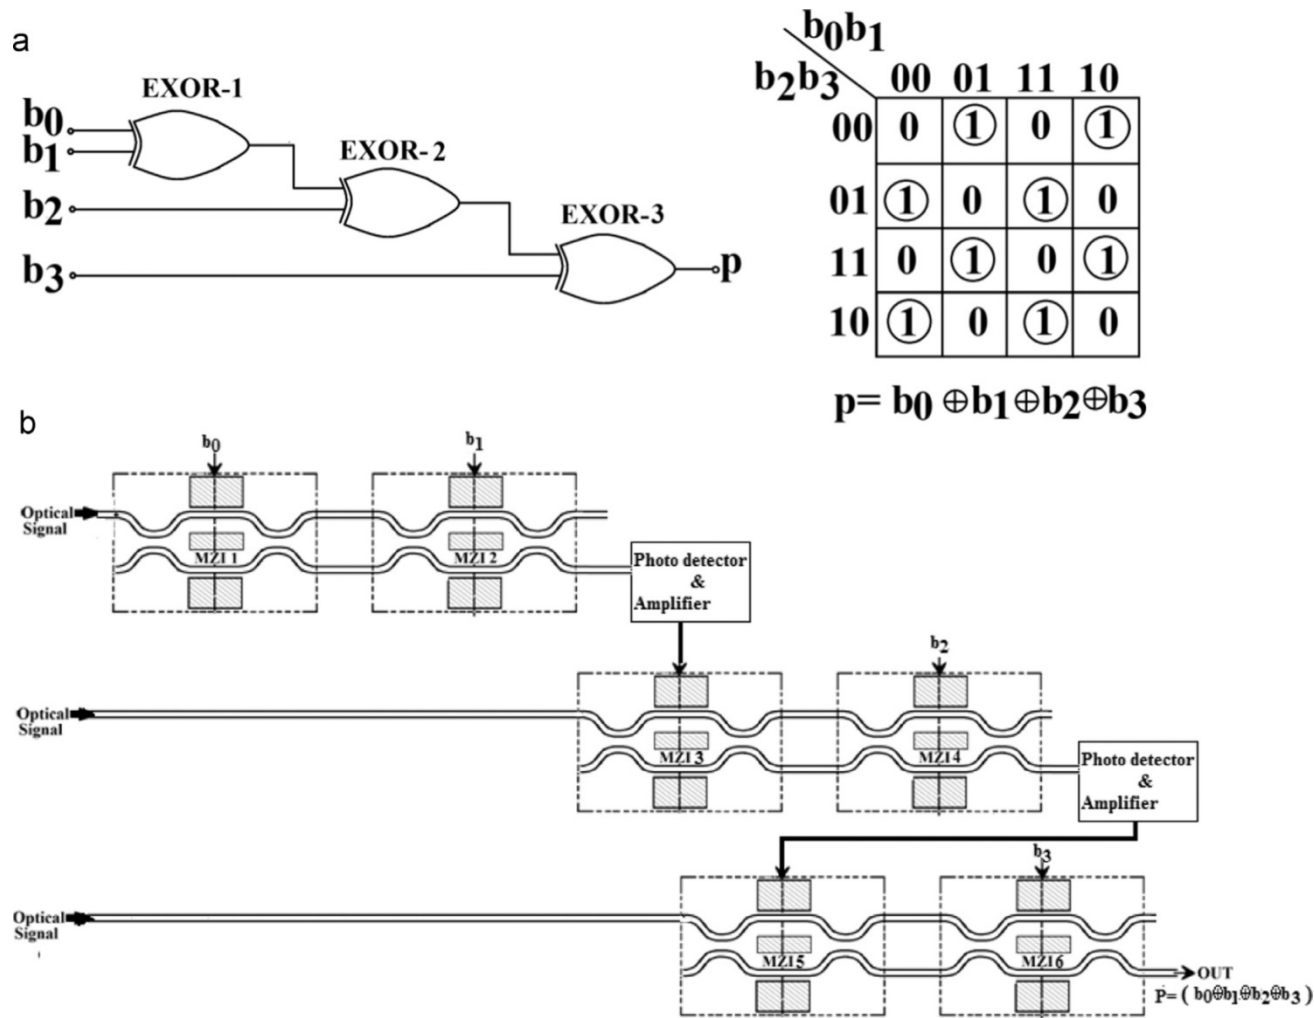 a
EXOR-1
b0
b1
EXOR-2
b2
EXOR-3
b3
p
b0b1
b2b3
00 01 11 10
00 0 1 0 1
01 1 0 1 0
11 0 1 0 1
10 1 0 1 0
p= b0 ⊕b1⊕b2⊕b3
b
b0
b1
Optical
Signal
MZI 1
MZI 2
Photo detector
&
Amplifier
b2
Optical
Signal
MZI 3
MZI 4
Photo detector
&
Amplifier
b3
Optical
Signal
MZI 5
MZI 6
OUT
P= ( b0⊕b1⊕b2⊕b3 )